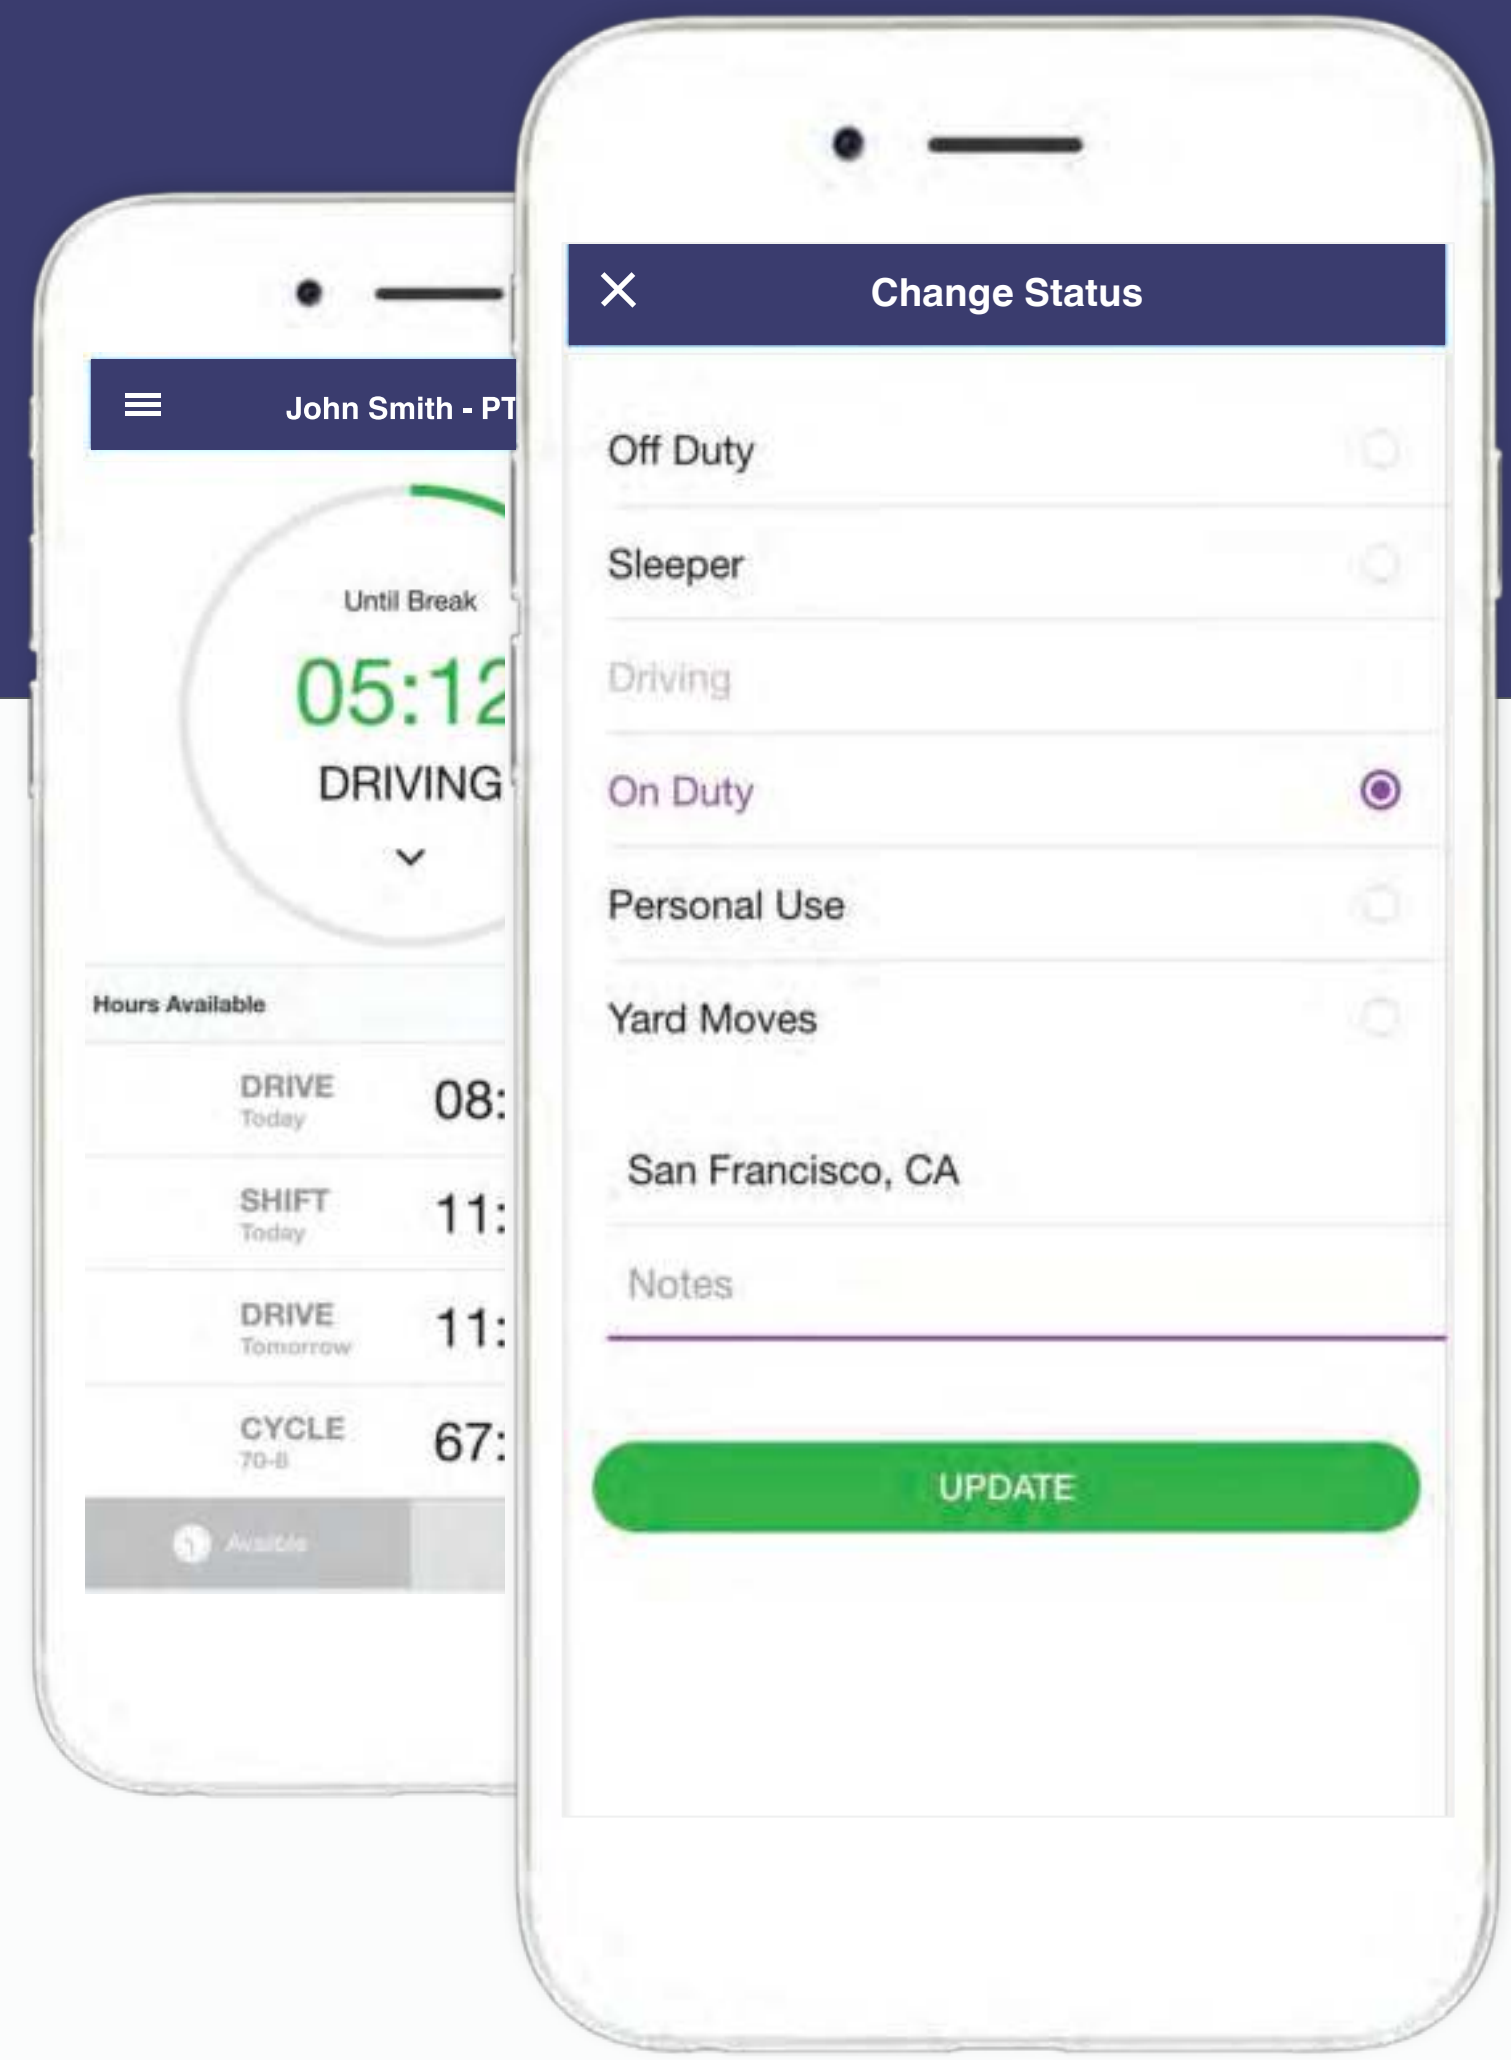 John Smith - PT
Until Break
05:12
DRIVING
Hours Available
DRIVE
Today
08:
SHIFT
Today
11:
DRIVE
Tomorrow
11:
CYCLE
70-8
67:
Change Status
Off Duty
Sleeper
Driving
On Duty
Personal Use
Yard Moves
San Francisco, CA
Notes
UPDATE